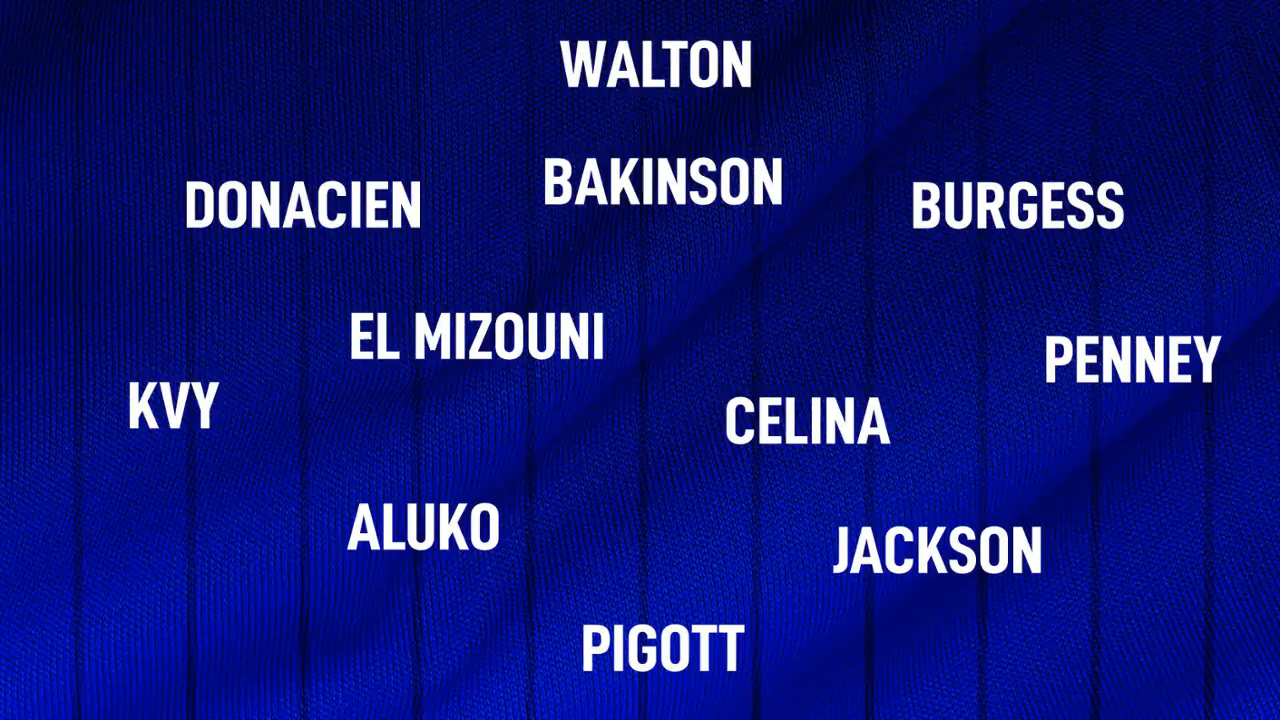 WALTON
DONACIEN
BAKINSON
BURGESS
EL MIZOUNI
PENNEY
KVY
CELINA
ALUKO
JACKSON
PIGOTT